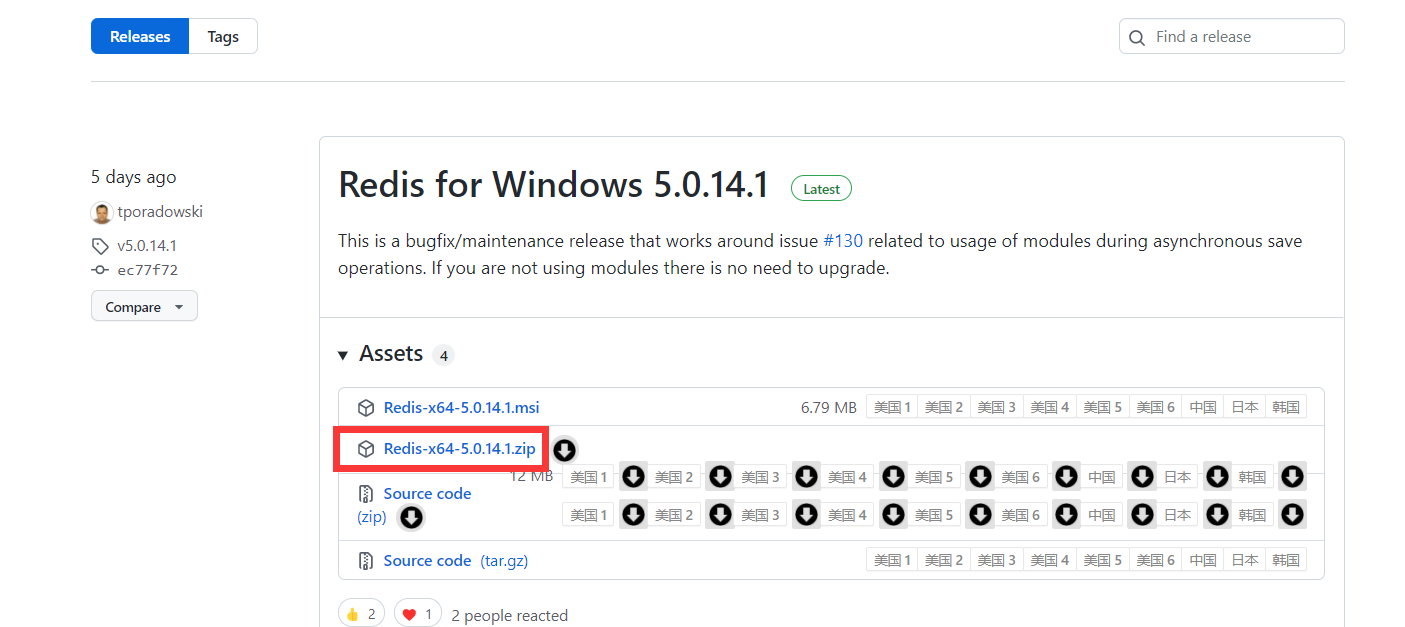 Releases Tags Find a release
5 days ago
tporadowski
v5.0.14.1
ec77f72
Compare
Redis for Windows 5.0.14.1 Latest
This is a bugfix/maintenance release that works around issue #130 related to usage of modules during asynchronous save
operations. If you are not using modules there is no need to upgrade.
Assets 4
Redis-x64-5.0.14.1.msi 6.79 MB 美国 1 美国 2 美国 3 美国 4 美国 5 美国 6 中国 日本 韩国
Redis-x64-5.0.14.1.zip
12 MB 美国 1 美国 2 美国 3 美国 4 美国 5 美国 6 中国 日本 韩国
Source code
(zip) 美国 1 美国 2 美国 3 美国 4 美国 5 美国 6 中国 日本 韩国
Source code (tar.gz) 美国 1 美国 2 美国 3 美国 4 美国 5 美国 6 中国 日本 韩国
👍 2 ❤️ 1 2 people reacted